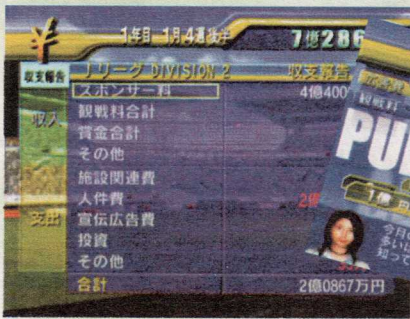 1年目 1月4週後半 7億286
収支報告 Jリーグ DIVISION 2 収支報告
スポンサー料 4億400
収入 観戦料合計
賞金合計
その他
施設関連費
人件費 2億
支出 宣伝広告費
投資
その他
合計 2億0867万円
観戦料
PU
1億 円
今月の
多いよ
知って